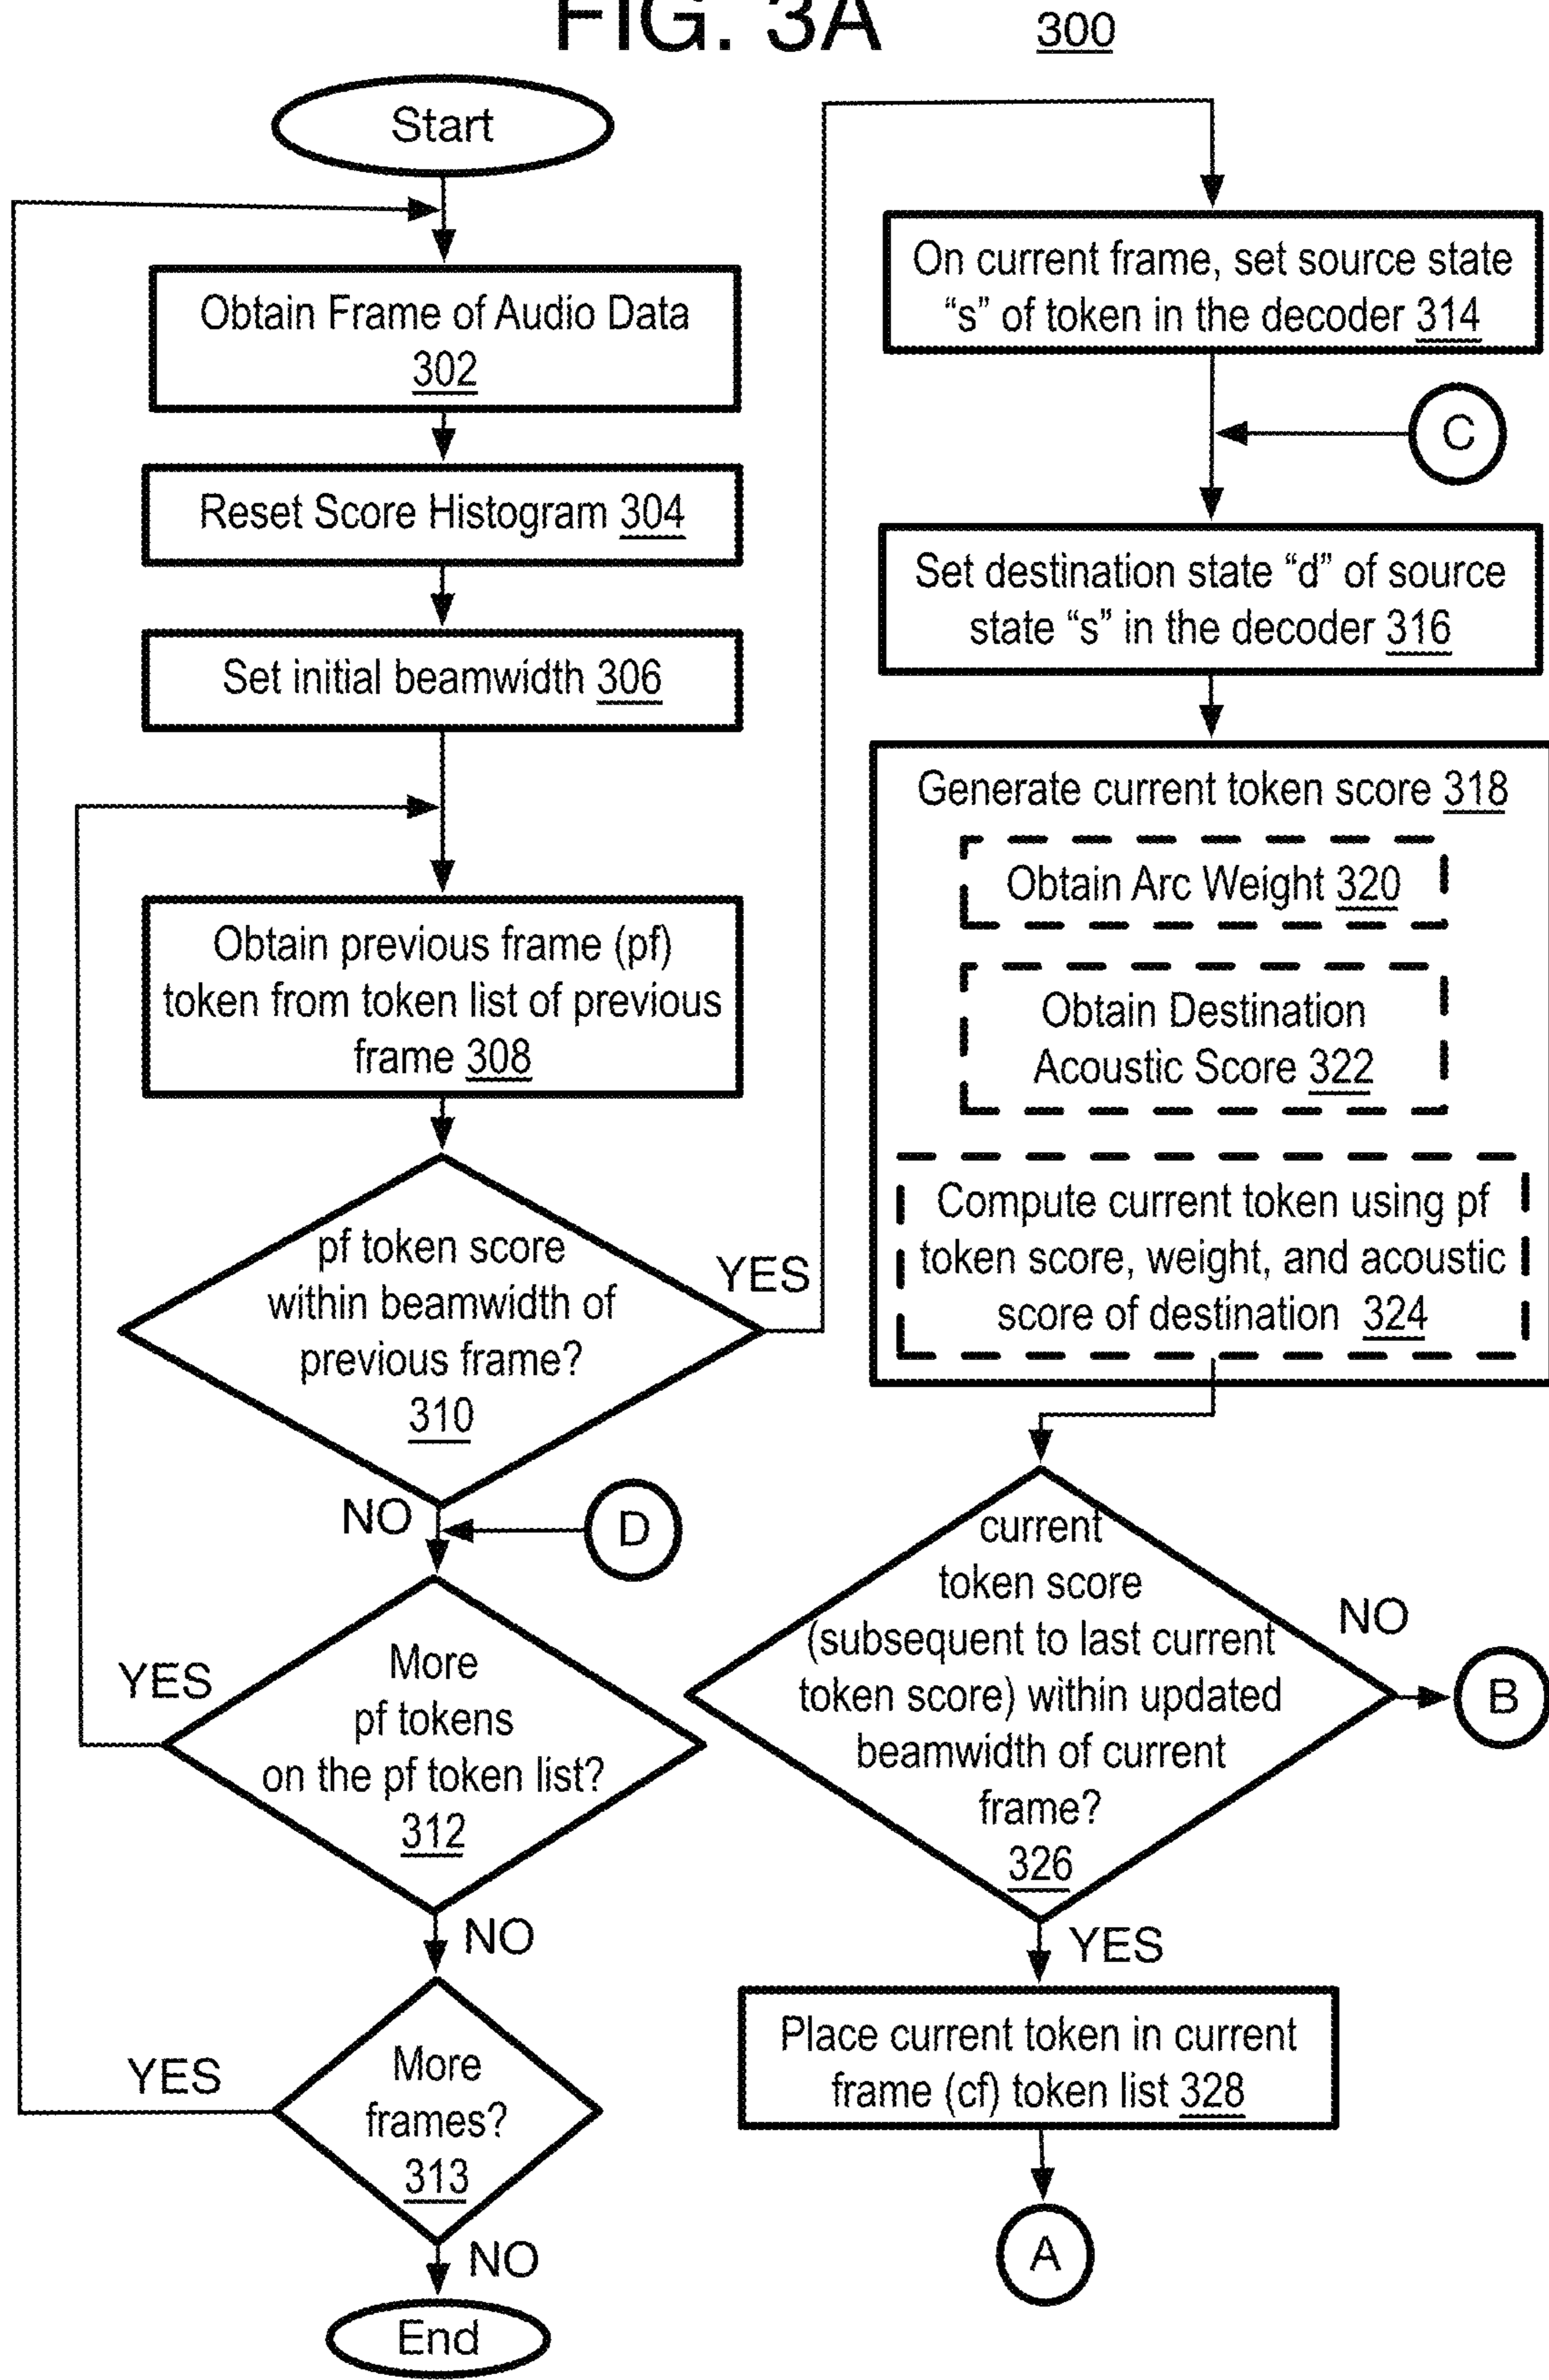 FIG. 3A
300
Start
Obtain Frame of Audio Data
302
Reset Score Histogram 304
Set initial beamwidth 306
Obtain previous frame (pf)
token from token list of previous
frame 308
pf token score
within beamwidth of
previous frame?
310
YES
NO
D
More
pf tokens
on the pf token list?
312
YES
NO
More
frames?
313
YES
NO
End
On current frame, set source state
“s” of token in the decoder 314
C
Set destination state “d” of source
state “s” in the decoder 316
Generate current token score 318
Obtain Arc Weight 320
Obtain Destination
Acoustic Score 322
Compute current token using pf
token score, weight, and acoustic
score of destination 324
current
token score
(subsequent to last current
token score) within updated
beamwidth of current
frame?
326
NO
B
YES
Place current token in current
frame (cf) token list 328
A